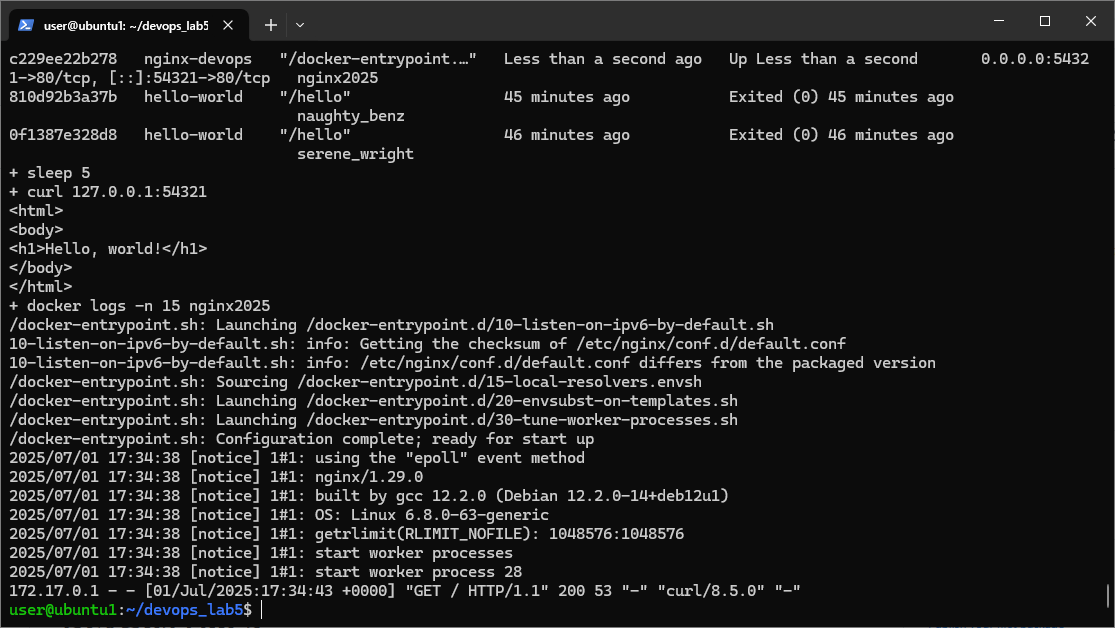 user@ubuntu1: ~/devops_lab5
c229ee22b278   nginx-devops   "/docker-entrypoint.…"   Less than a second ago   Up Less than a second       0.0.0.0:5432
1->80/tcp, [::]:54321->80/tcp   nginx2025
810d92b3a37b   hello-world    "/hello"                 45 minutes ago           Exited (0) 45 minutes ago
                                naughty_benz
0f1387e328d8   hello-world    "/hello"                 46 minutes ago           Exited (0) 46 minutes ago
                                serene_wright
+ sleep 5
+ curl 127.0.0.1:54321
<html>
<body>
<h1>Hello, world!</h1>
</body>
</html>
+ docker logs -n 15 nginx2025
/docker-entrypoint.sh: Launching /docker-entrypoint.d/10-listen-on-ipv6-by-default.sh
10-listen-on-ipv6-by-default.sh: info: Getting the checksum of /etc/nginx/conf.d/default.conf
10-listen-on-ipv6-by-default.sh: info: /etc/nginx/conf.d/default.conf differs from the packaged version
/docker-entrypoint.sh: Sourcing /docker-entrypoint.d/15-local-resolvers.envsh
/docker-entrypoint.sh: Launching /docker-entrypoint.d/20-envsubst-on-templates.sh
/docker-entrypoint.sh: Launching /docker-entrypoint.d/30-tune-worker-processes.sh
/docker-entrypoint.sh: Configuration complete; ready for start up
2025/07/01 17:34:38 [notice] 1#1: using the "epoll" event method
2025/07/01 17:34:38 [notice] 1#1: nginx/1.29.0
2025/07/01 17:34:38 [notice] 1#1: built by gcc 12.2.0 (Debian 12.2.0-14+deb12u1)
2025/07/01 17:34:38 [notice] 1#1: OS: Linux 6.8.0-63-generic
2025/07/01 17:34:38 [notice] 1#1: getrlimit(RLIMIT_NOFILE): 1048576:1048576
2025/07/01 17:34:38 [notice] 1#1: start worker processes
2025/07/01 17:34:38 [notice] 1#1: start worker process 28
172.17.0.1 - - [01/Jul/2025:17:34:43 +0000] "GET / HTTP/1.1" 200 53 "-" "curl/8.5.0" "-"
user@ubuntu1:~/devops_lab5$